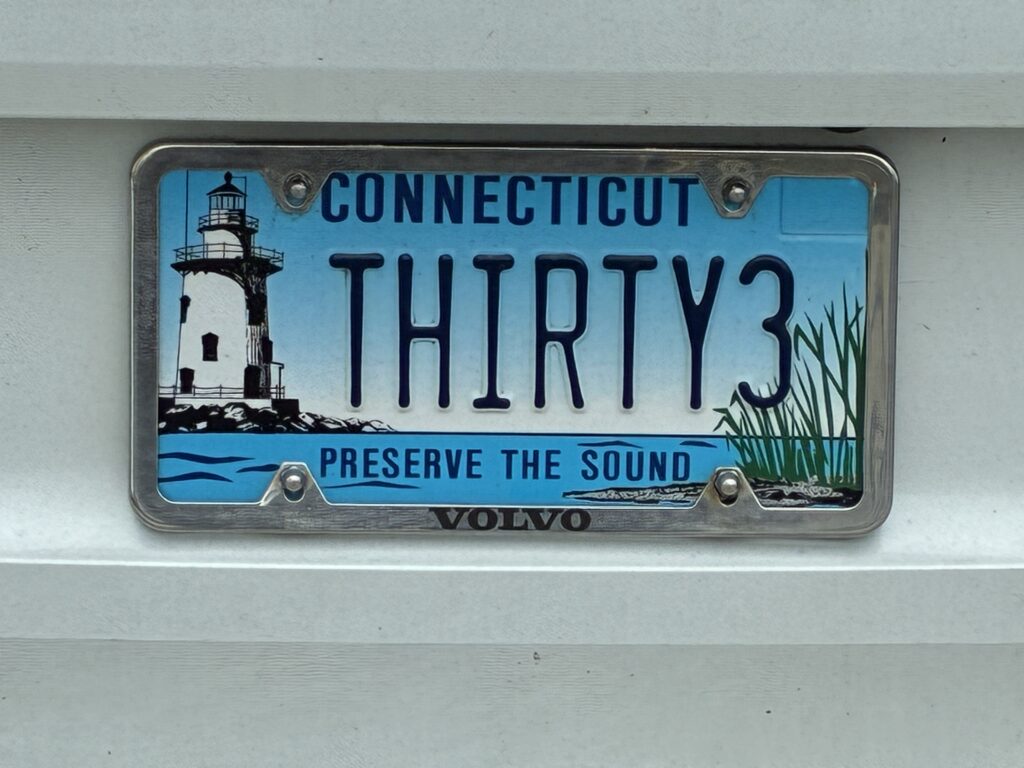 CONNECTICUT
THIRTY3
PRESERVE THE SOUND
VOLVO